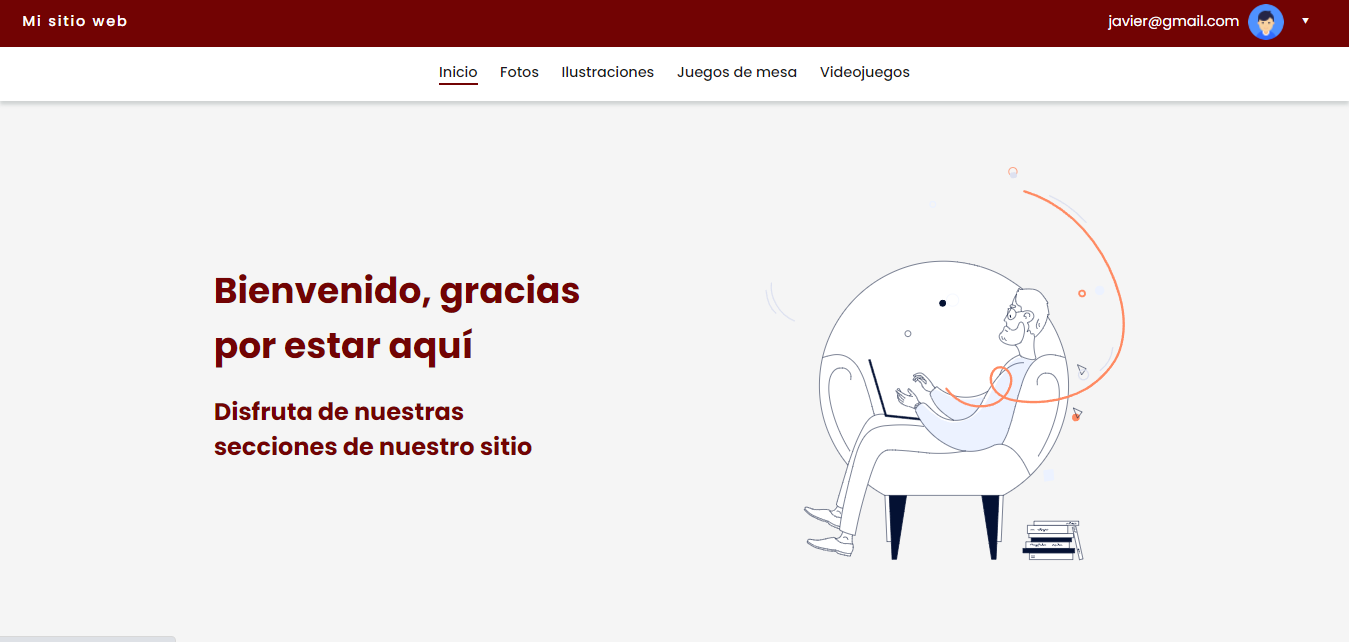 Mi sitio web
javier@gmail.com ▼
Inicio Fotos Ilustraciones Juegos de mesa Videojuegos
Bienvenido, gracias
por estar aquí
Disfruta de nuestras
secciones de nuestro sitio